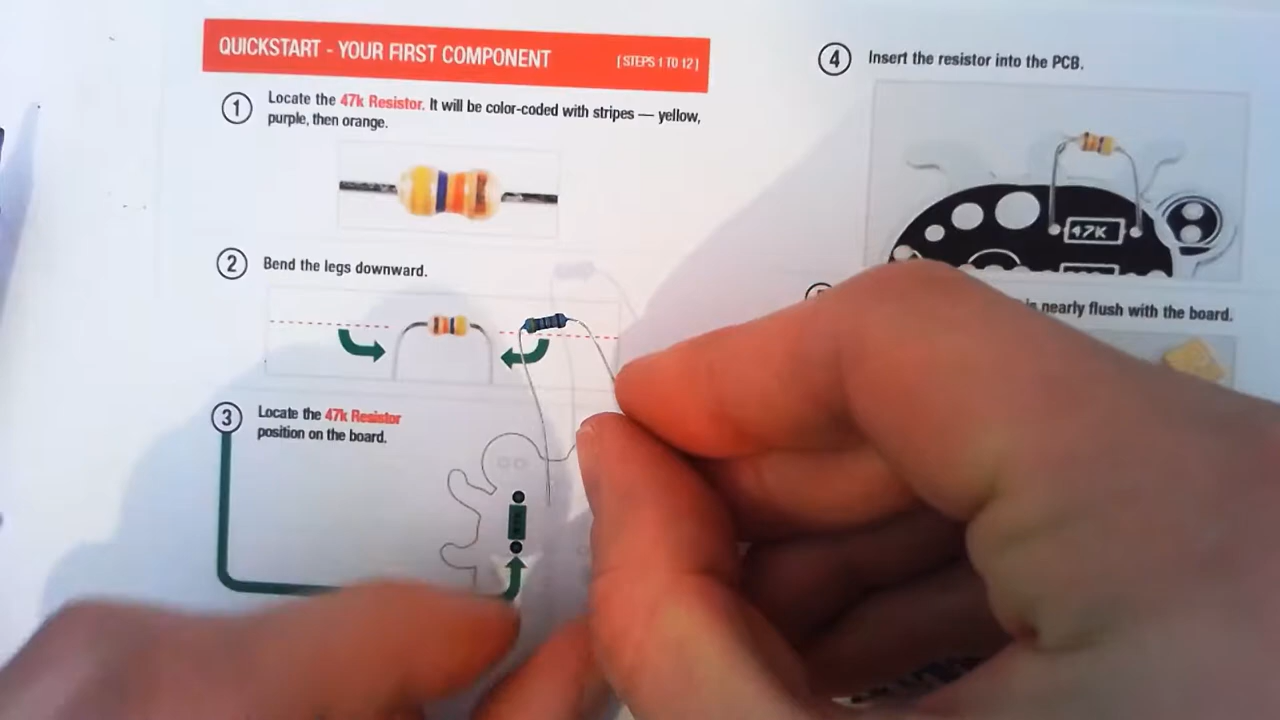 QUICKSTART - YOUR FIRST COMPONENT
[ STEPS 1 TO 12 ]
1
Locate the 47k Resistor. It will be color-coded with stripes — yellow,
purple, then orange.
2
Bend the legs downward.
3
Locate the 47k Resistor
position on the board.
4
Insert the resistor into the PCB.
47K
nearly flush with the board.